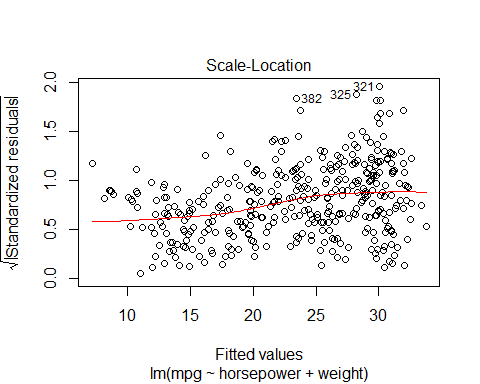 Scale-Location
√|Standardized residuals|
2.0
1.5
1.0
0.5
0.0
382
325
321
10 15 20 25 30
Fitted values
lm(mpg ~ horsepower + weight)